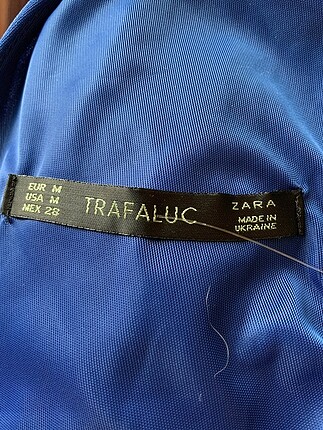 EUR M
USA M
MEX 28
TRAFALUC
ZARA
MADE IN
UKRAINE